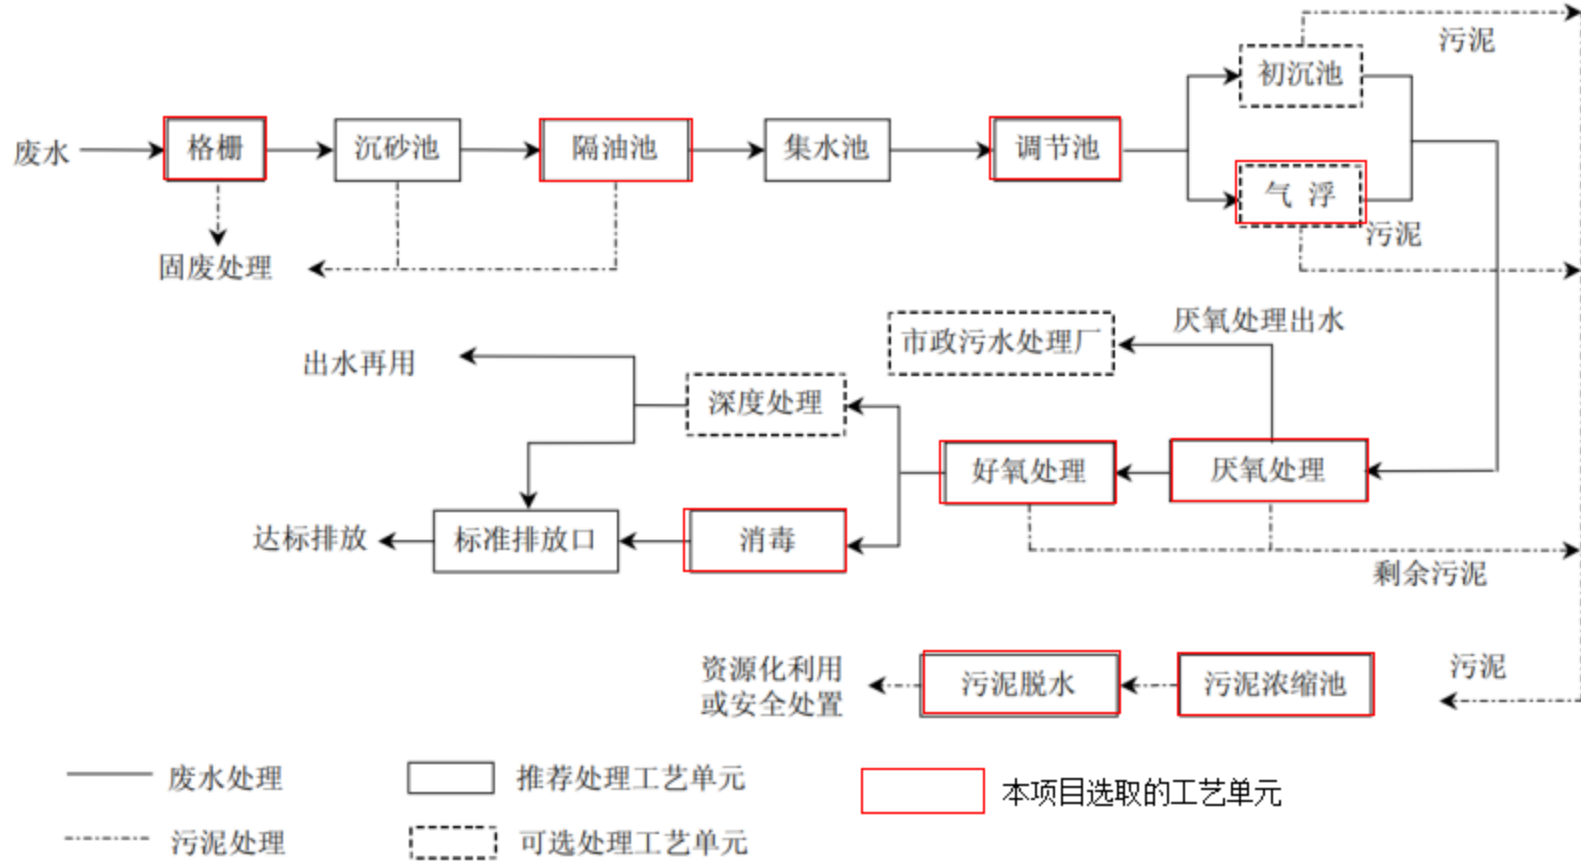 污泥
初沉池
废水
格栅
沉砂池
隔油池
集水池
调节池
气 浮
污泥
固废处理
厌氧处理出水
市政污水处理厂
出水再用
深度处理
好氧处理
厌氧处理
达标排放
标准排放口
消毒
剩余污泥
资源化利用
或安全处置
污泥脱水
污泥浓缩池
污泥
废水处理
推荐处理工艺单元
本项目选取的工艺单元
污泥处理
可选处理工艺单元